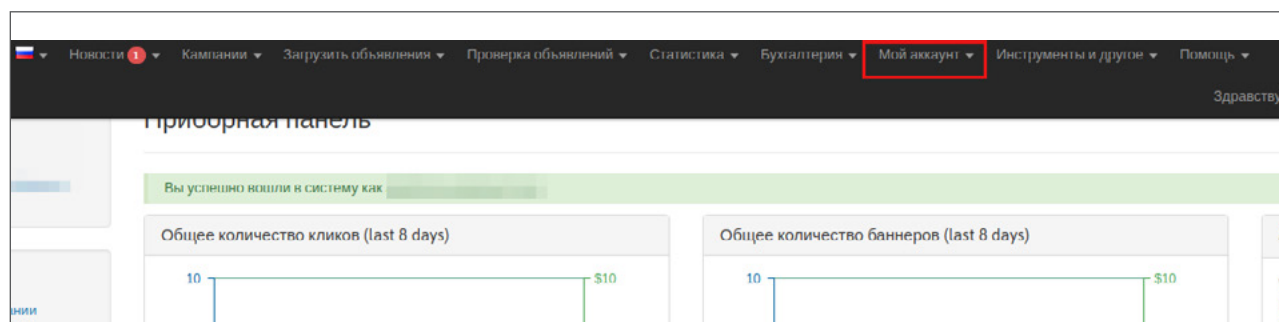 Новости 1 Кампании Загрузить объявления Проверка объявлений Статистика Бухгалтерия Мой аккаунт Инструменты и другое Помощь
Здравству
Приборная панель
Вы успешно вошли в систему как
Общее количество кликов (last 8 days)
Общее количество баннеров (last 8 days)
10 $10
10 $10
нии